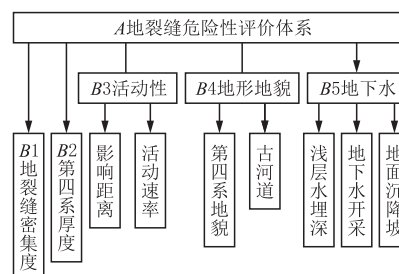 A地裂缝危险性评价体系
B3活动性
B4地形地貌
B5地下水
B1地裂缝密集度
B2第四系厚度
影响距离
活动速率
第四系地貌
古河道
浅层水埋深
地下水开采
地面沉降坡